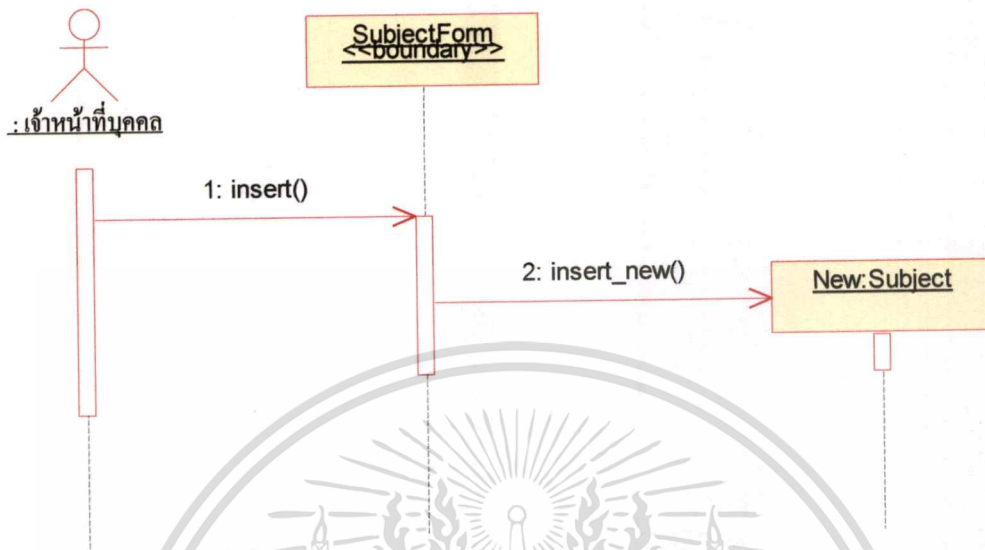 SubjectForm
<<boundary>>
: เจ้าหน้าที่บุคคล
1: insert()
2: insert_new()
New:Subject